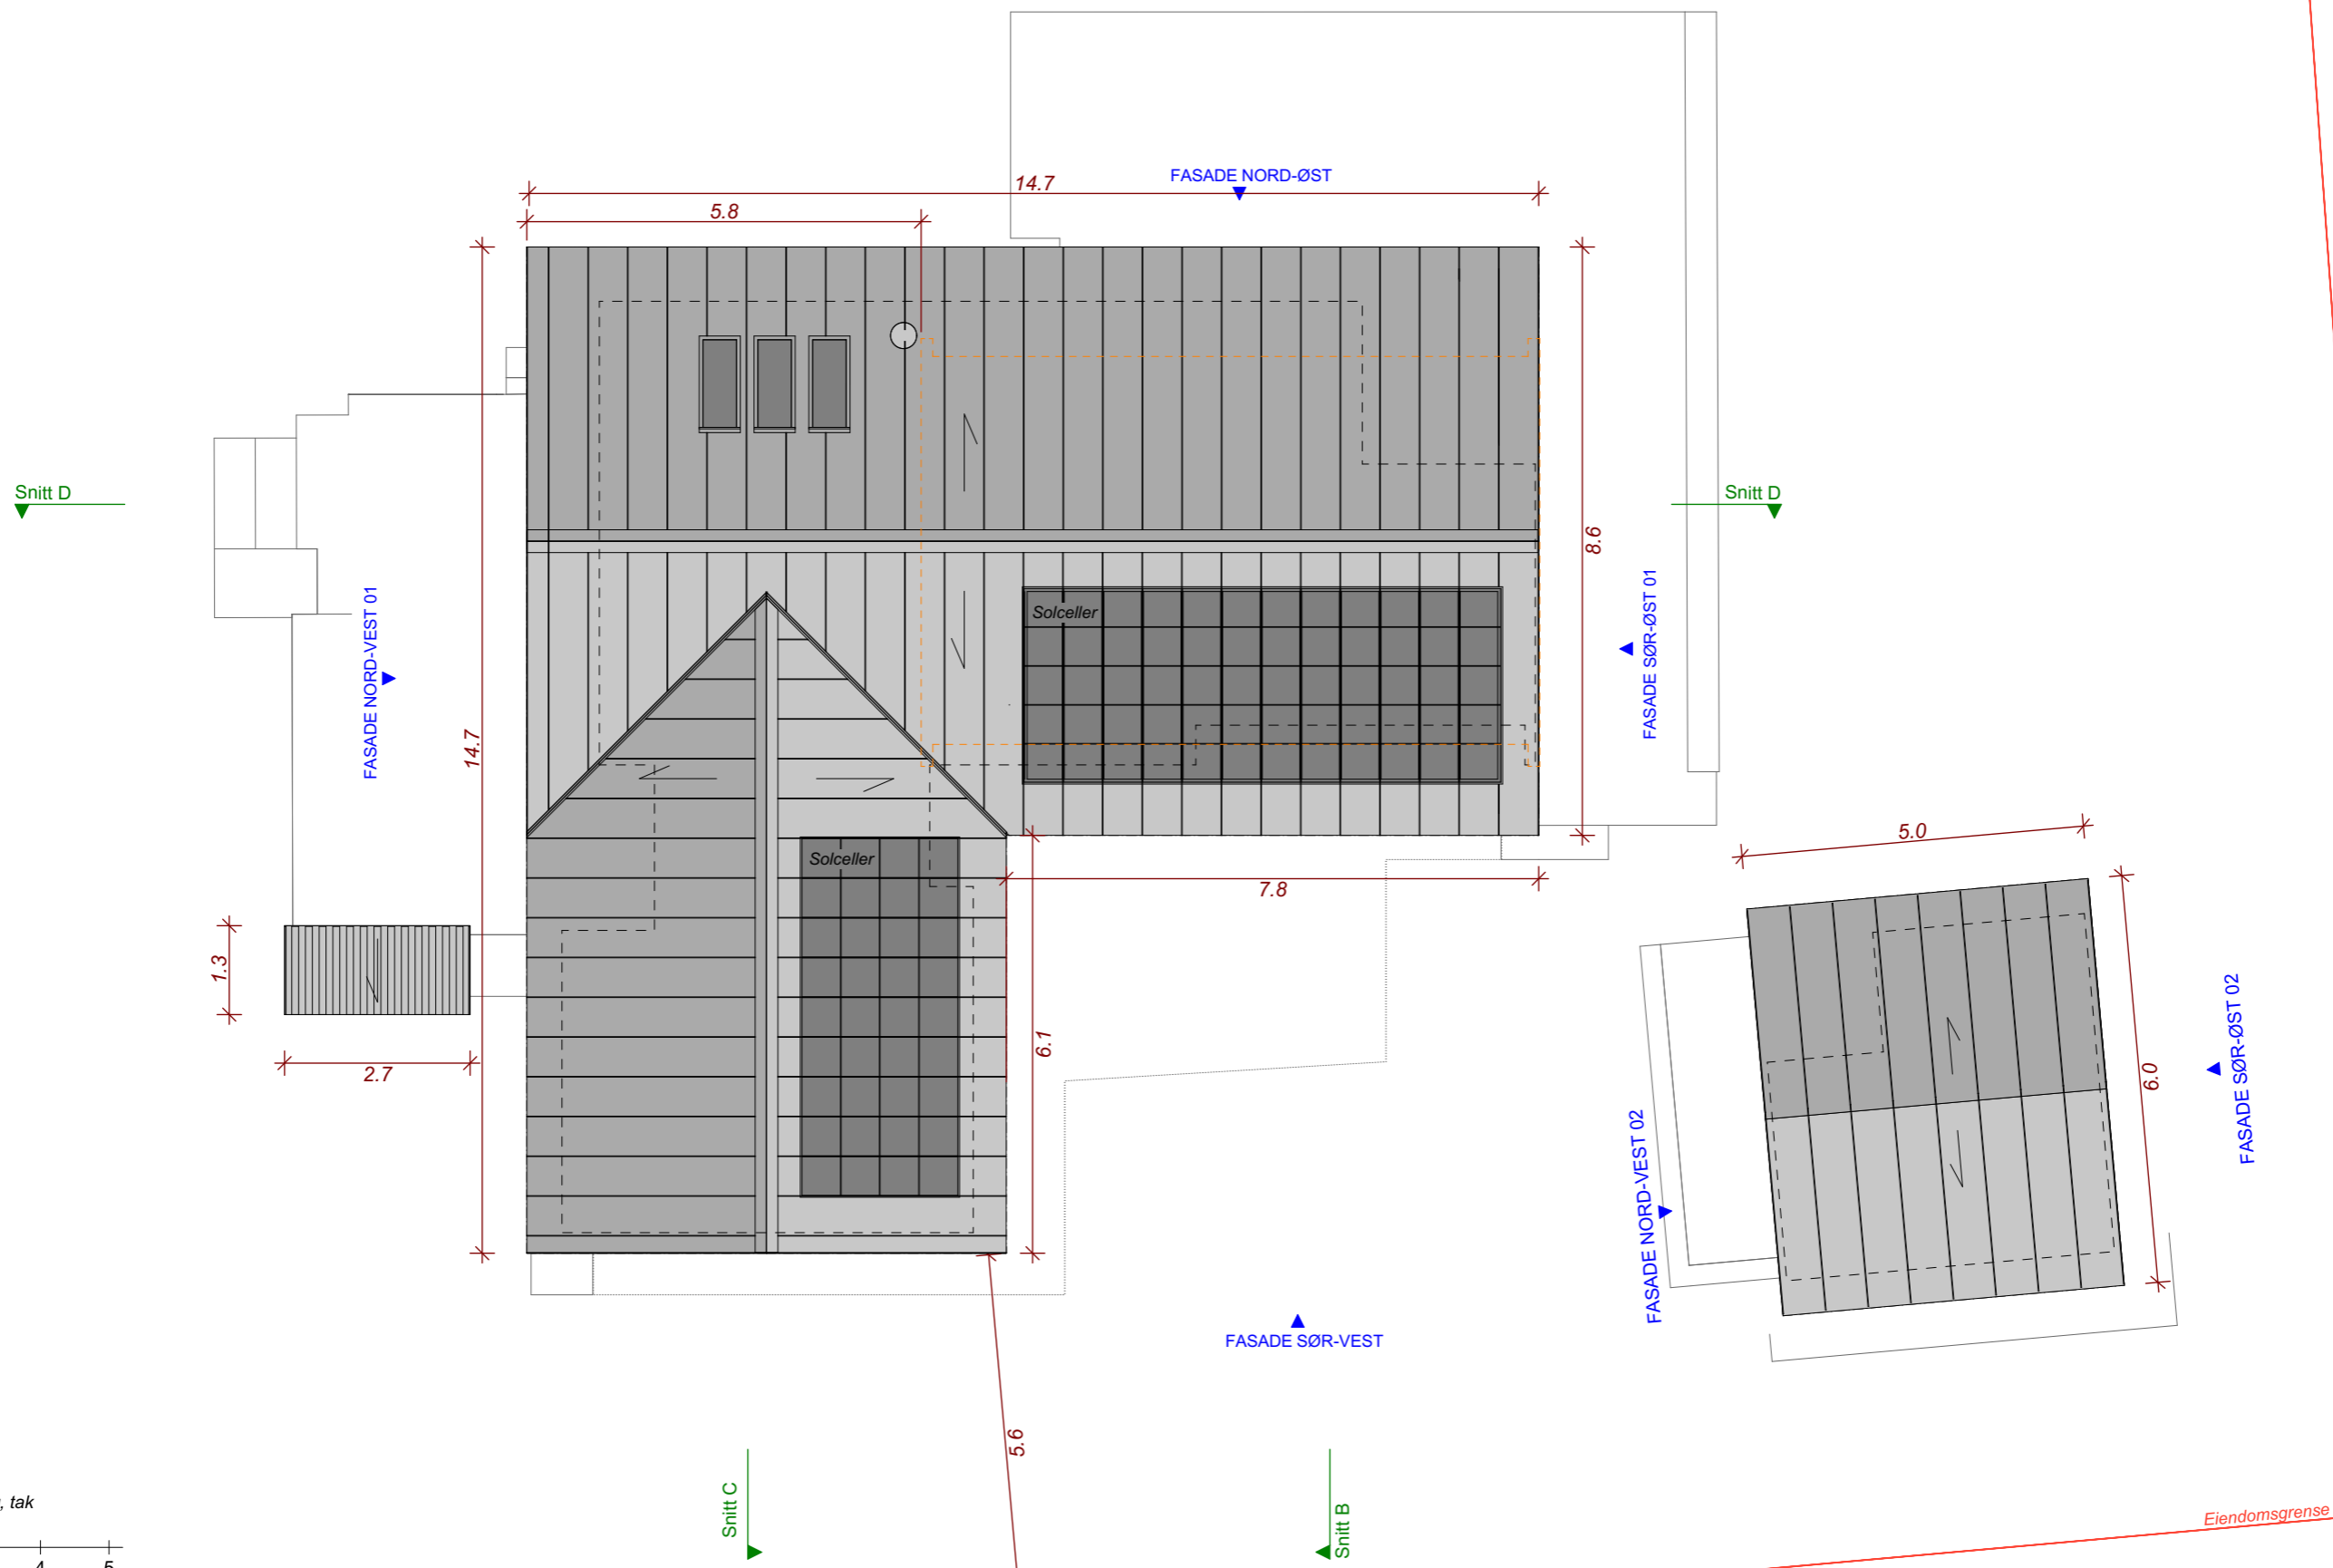 FASADE NORD-ØST
14.7
5.8
Snitt D
Snitt D
8.6
FASADE NORD-VEST 01
14.7
Solceller
FASADE SØR-ØST 01
Solceller
7.8
5.0
1.3
2.7
6.1
6.0
FASADE SØR-ØST 02
FASADE NORD-VEST 02
FASADE SØR-VEST
5.6
Snitt C
Snitt B
, tak
4 5
Eiendomsgrense